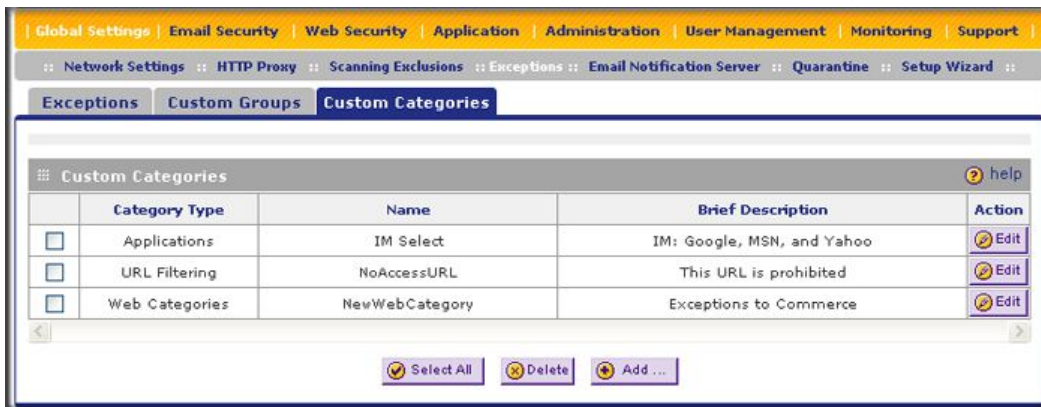 | Global Settings | Email Security | Web Security | Application | Administration | User Management | Monitoring | Support |
:: Network Settings :: HTTP Proxy :: Scanning Exclusions :: Exceptions :: Email Notification Server :: Quarantine :: Setup Wizard ::
Exceptions Custom Groups Custom Categories
Custom Categories ? help
Category Type Name Brief Description Action
Applications IM Select IM: Google, MSN, and Yahoo Edit
URL Filtering NoAccessURL This URL is prohibited Edit
Web Categories NewWebCategory Exceptions to Commerce Edit
Select All Delete Add ...